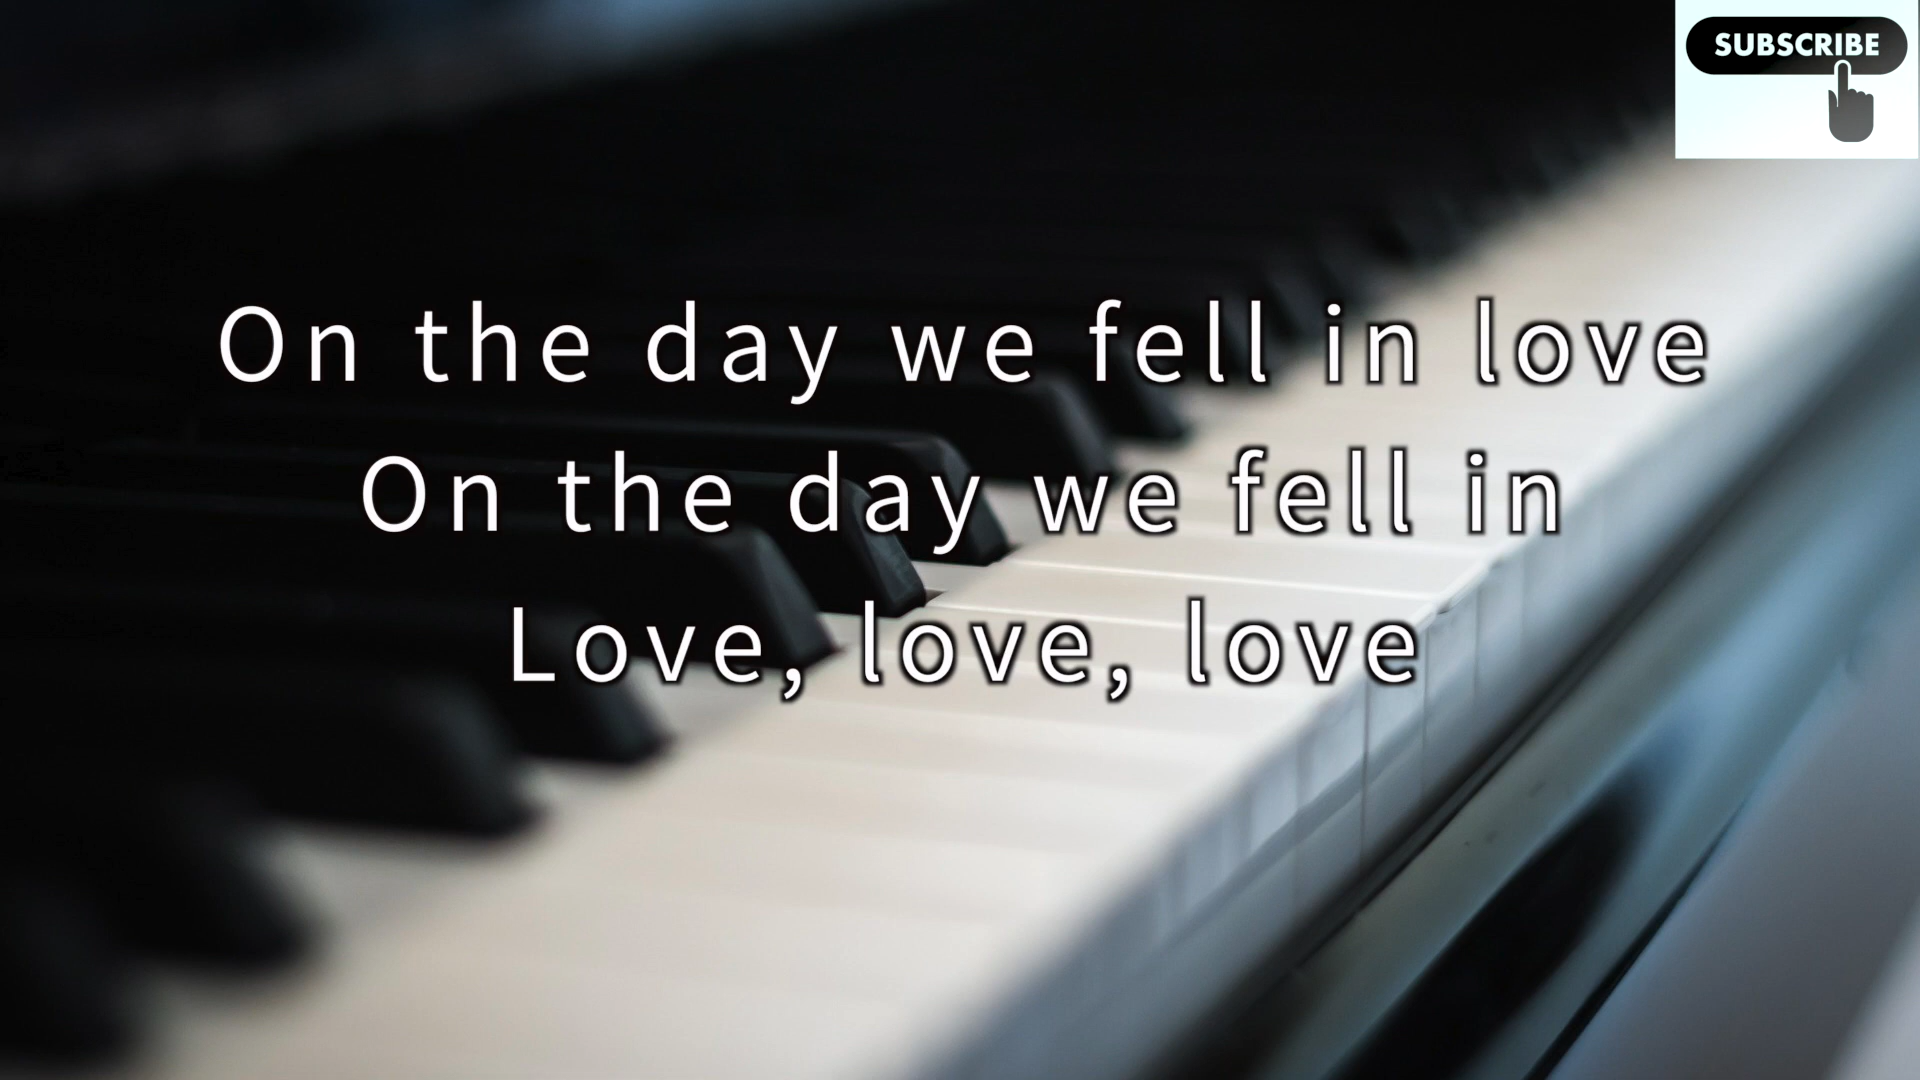 SUBSCRIBE
On the day we fell in love
On the day we fell in
Love, love, love